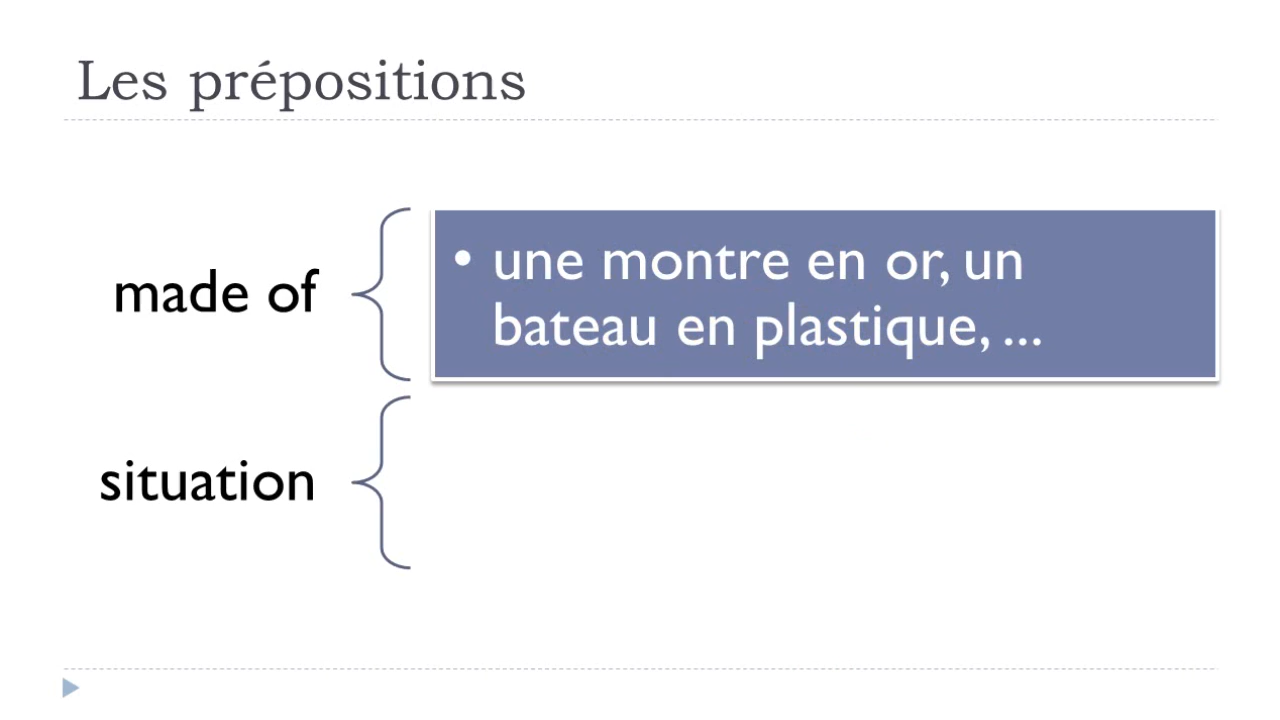 Les prépositions
made of
• une montre en or, un
bateau en plastique, ...
situation